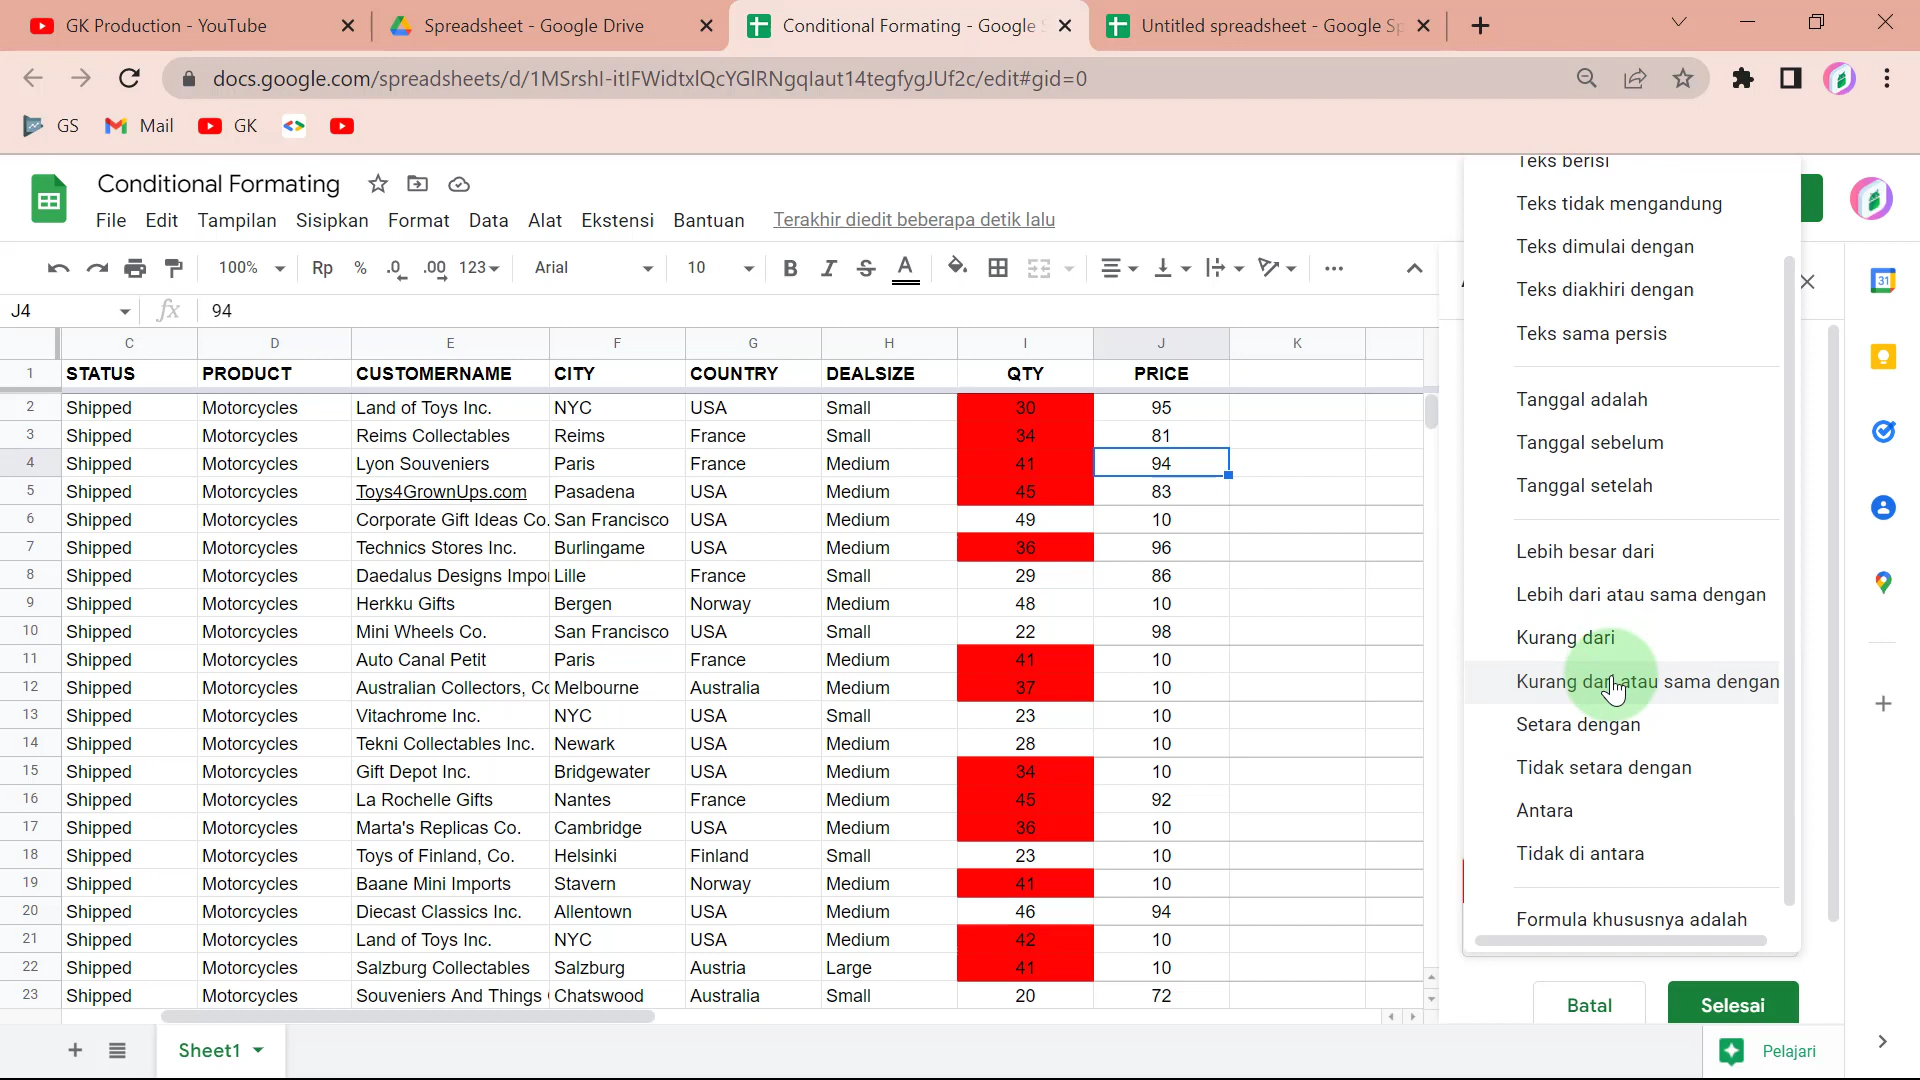 GK Production - YouTube
Spreadsheet - Google Drive
Conditional Formating - Google S
Untitled spreadsheet - Google Sp
docs.google.com/spreadsheets/d/1MSrshI-itIFWidtxlQcYGlRNgqIaut14tegfygJUf2c/edit#gid=0
GS
Mail
GK
Conditional Formating
File Edit Tampilan Sisipkan Format Data Alat Ekstensi Bantuan Terakhir diedit beberapa detik lalu
100% Rp % .0 .00 123 Arial 10 B I S A
J4 fx 94
C D E F G H I J K
1 STATUS PRODUCT CUSTOMERNAME CITY COUNTRY DEALSIZE QTY PRICE
2 Shipped Motorcycles Land of Toys Inc. NYC USA Small 30 95
3 Shipped Motorcycles Reims Collectables Reims France Small 34 81
4 Shipped Motorcycles Lyon Souveniers Paris France Medium 41 94
5 Shipped Motorcycles Toys4GrownUps.com Pasadena USA Medium 45 83
6 Shipped Motorcycles Corporate Gift Ideas Co. San Francisco USA Medium 49 10
7 Shipped Motorcycles Technics Stores Inc. Burlingame USA Medium 36 96
8 Shipped Motorcycles Daedalus Designs Impor Lille France Small 29 86
9 Shipped Motorcycles Herkku Gifts Bergen Norway Medium 48 10
10 Shipped Motorcycles Mini Wheels Co. San Francisco USA Small 22 98
11 Shipped Motorcycles Auto Canal Petit Paris France Medium 41 10
12 Shipped Motorcycles Australian Collectors, Co Melbourne Australia Medium 37 10
13 Shipped Motorcycles Vitachrome Inc. NYC USA Small 23 10
14 Shipped Motorcycles Tekni Collectables Inc. Newark USA Medium 28 10
15 Shipped Motorcycles Gift Depot Inc. Bridgewater USA Medium 34 10
16 Shipped Motorcycles La Rochelle Gifts Nantes France Medium 45 92
17 Shipped Motorcycles Marta's Replicas Co. Cambridge USA Medium 36 10
18 Shipped Motorcycles Toys of Finland, Co. Helsinki Finland Small 23 10
19 Shipped Motorcycles Baane Mini Imports Stavern Norway Medium 41 10
20 Shipped Motorcycles Diecast Classics Inc. Allentown USA Medium 46 94
21 Shipped Motorcycles Land of Toys Inc. NYC USA Medium 42 10
22 Shipped Motorcycles Salzburg Collectables Salzburg Austria Large 41 10
23 Shipped Motorcycles Souveniers And Things Chatswood Australia Small 20 72
Teks berisi
Teks tidak mengandung
Teks dimulai dengan
Teks diakhiri dengan
Teks sama persis
Tanggal adalah
Tanggal sebelum
Tanggal setelah
Lebih besar dari
Lebih dari atau sama dengan
Kurang dari
Kurang dari atau sama dengan
Setara dengan
Tidak setara dengan
Antara
Tidak di antara
Formula khususnya adalah
Batal Selesai
Sheet1
Pelajari
31